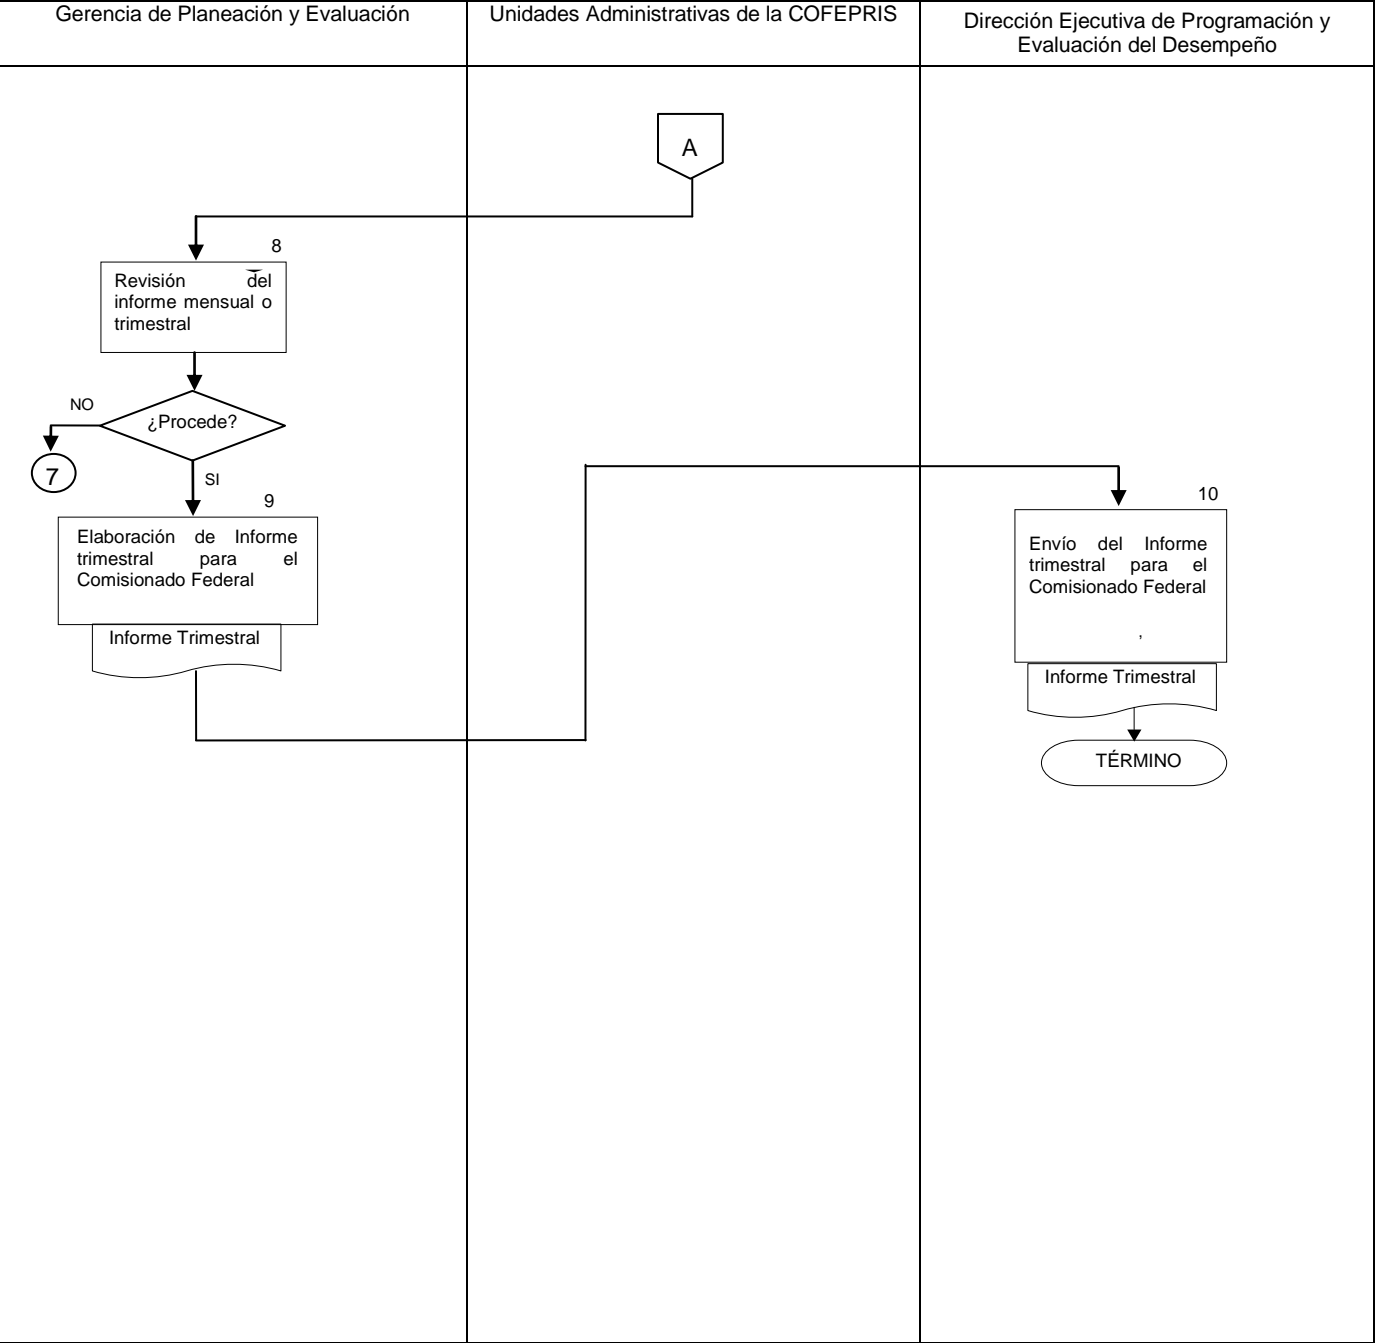 Gerencia de Planeación y Evaluación
Unidades Administrativas de la COFEPRIS
Dirección Ejecutiva de Programación y
Evaluación del Desempeño
A
8
Revisión del
informe mensual o
trimestral
¿Procede?
NO
7
SI
9
Elaboración de Informe
trimestral para el
Comisionado Federal
Informe Trimestral
10
Envío del Informe
trimestral para el
Comisionado Federal
,
Informe Trimestral
TÉRMINO